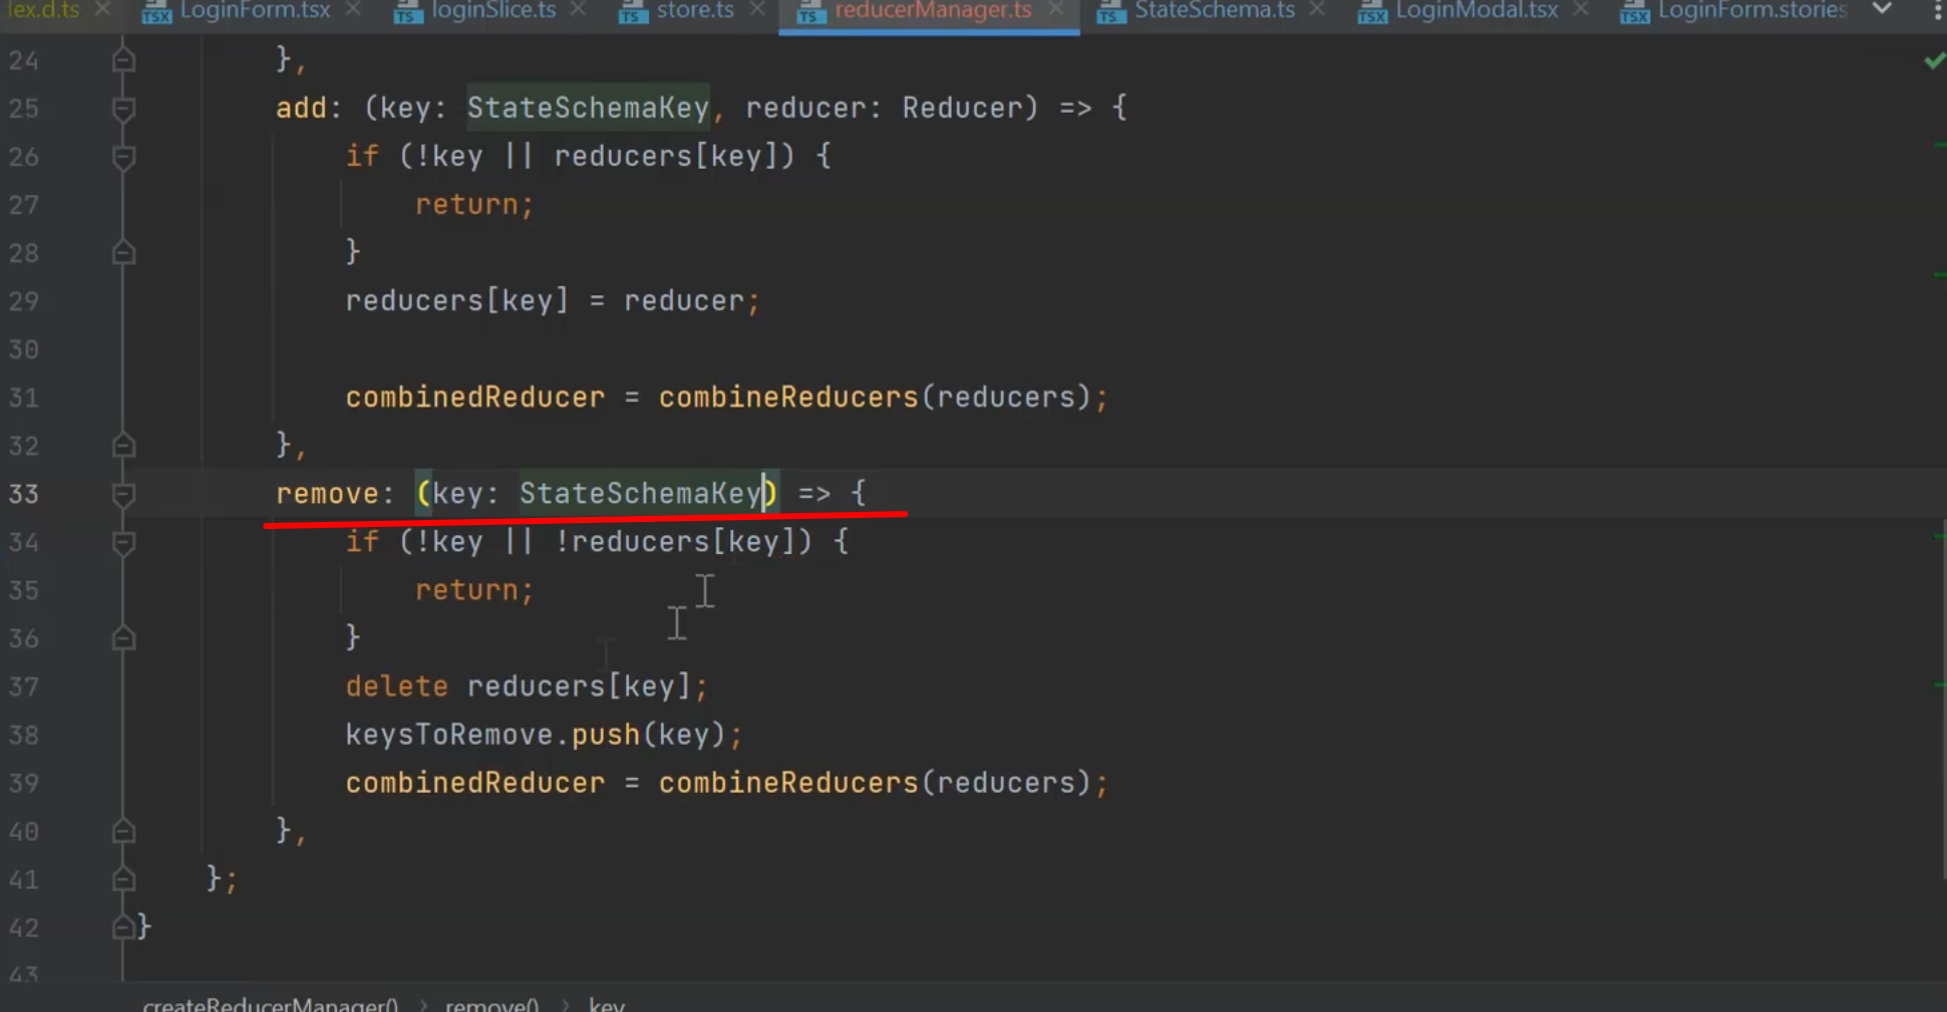 lex.d.ts LoginForm.tsx loginSlice.ts store.ts reducerManager.ts StateSchema.ts LoginModal.tsx LoginForm.stories
24 },
25 add: (key: StateSchemaKey, reducer: Reducer) => {
26 if (!key || reducers[key]) {
27 return;
28 }
29 reducers[key] = reducer;
30
31 combinedReducer = combineReducers(reducers);
32 },
33 remove: (key: StateSchemaKey) => {
34 if (!key || !reducers[key]) {
35 return;
36 }
37 delete reducers[key];
38 keysToRemove.push(key);
39 combinedReducer = combineReducers(reducers);
40 },
41 };
42 }
43
createReducerManager() > remove() > key